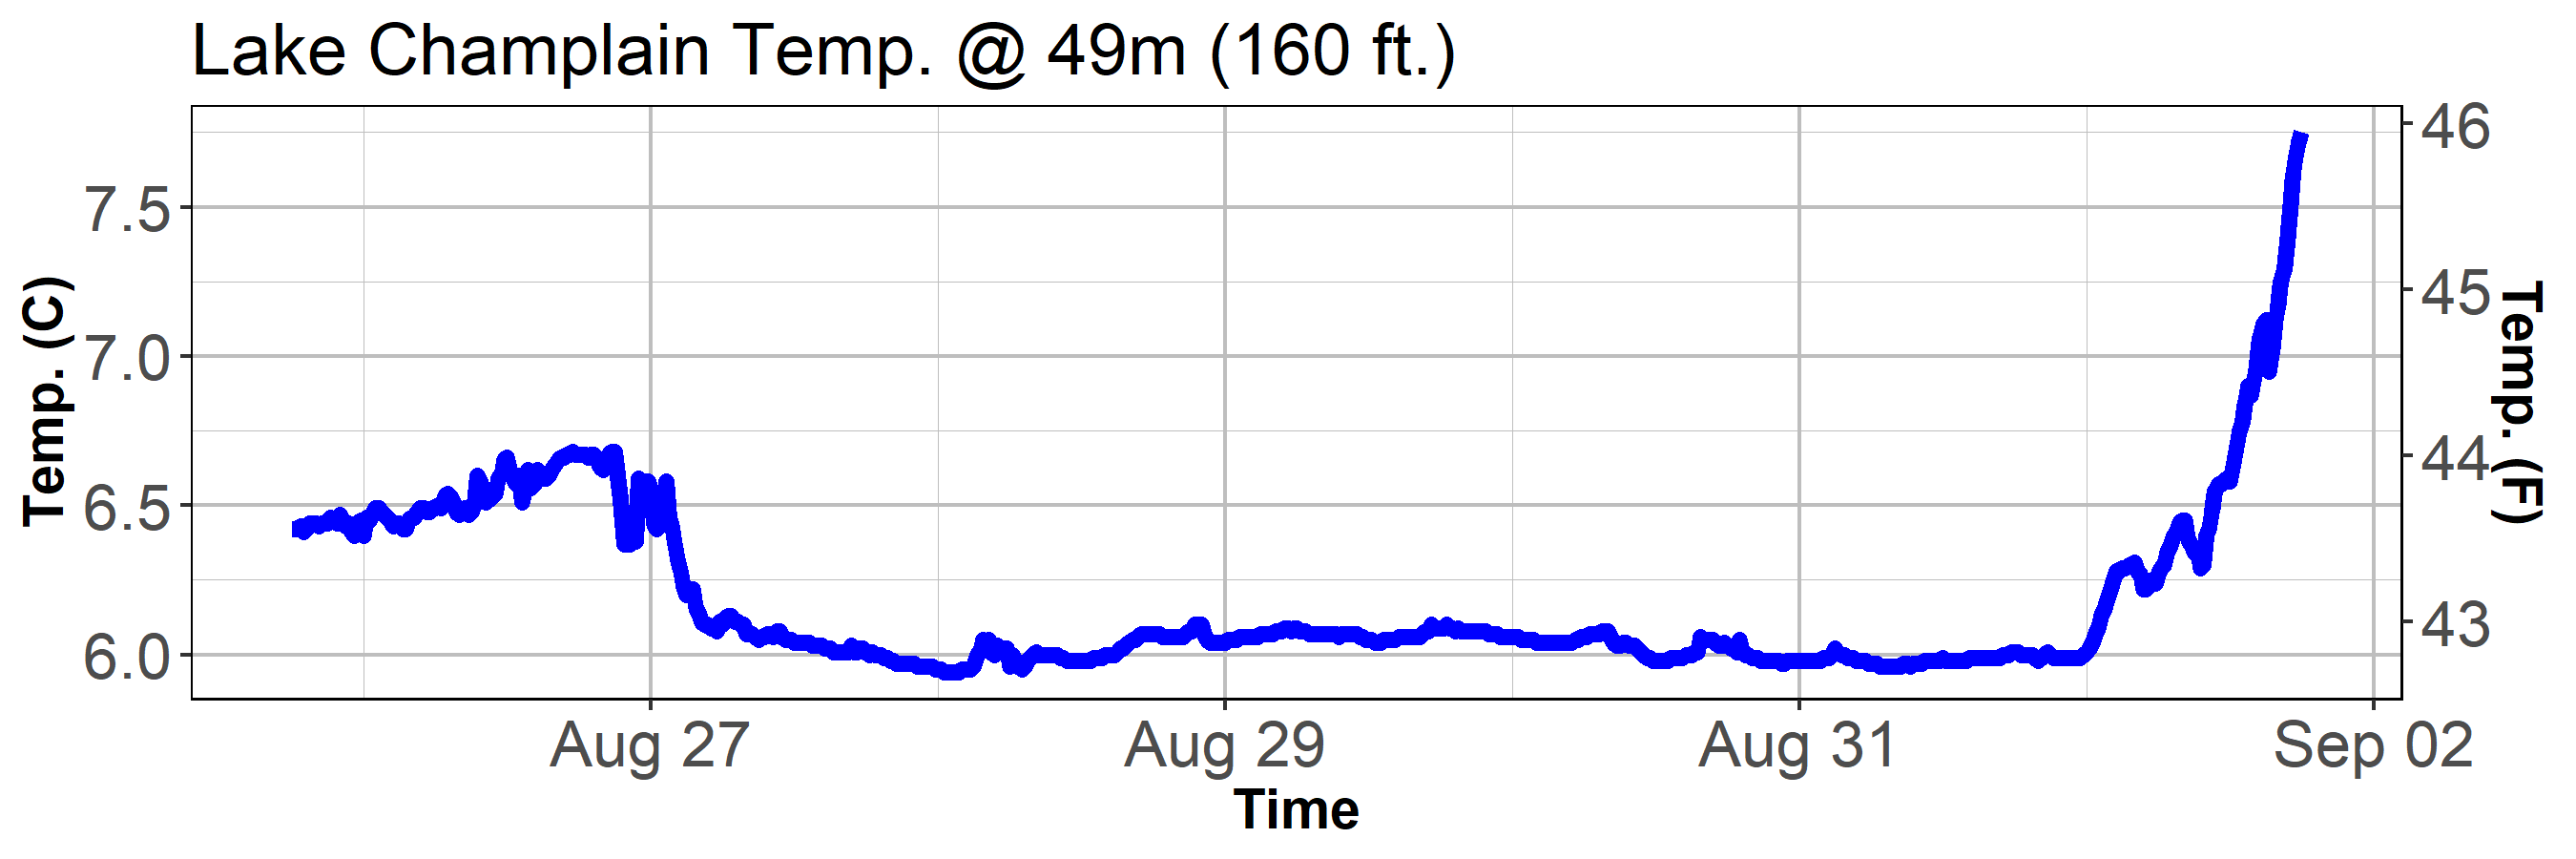 Lake Champlain Temp. @ 49m (160 ft.)
Temp. (C)
7.5
7.0
6.5
6.0
46
45
44
43
Temp. (F)
Aug 27 Aug 29 Aug 31 Sep 02
Time